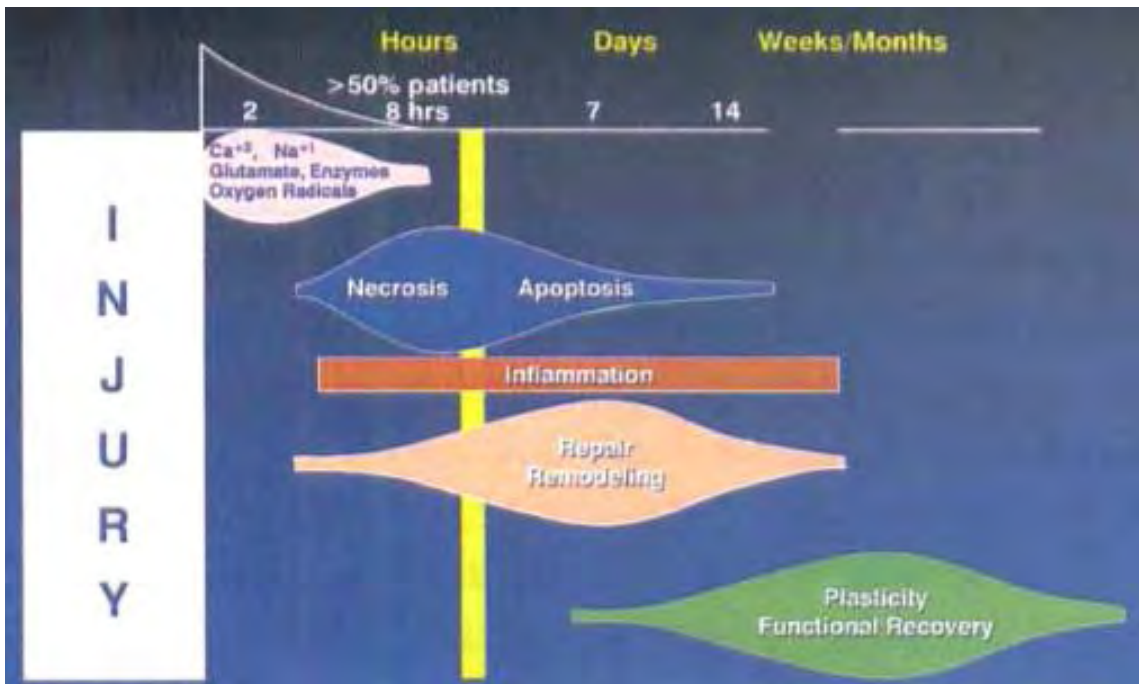 Hours Days Weeks/Months
>50% patients
2 8 hrs 7 14
Ca+2, Na+1
Glutamate, Enzymes
Oxygen Radicals
INJURY
Necrosis Apoptosis
Inflammation
Repair
Remodeling
Plasticity
Functional Recovery